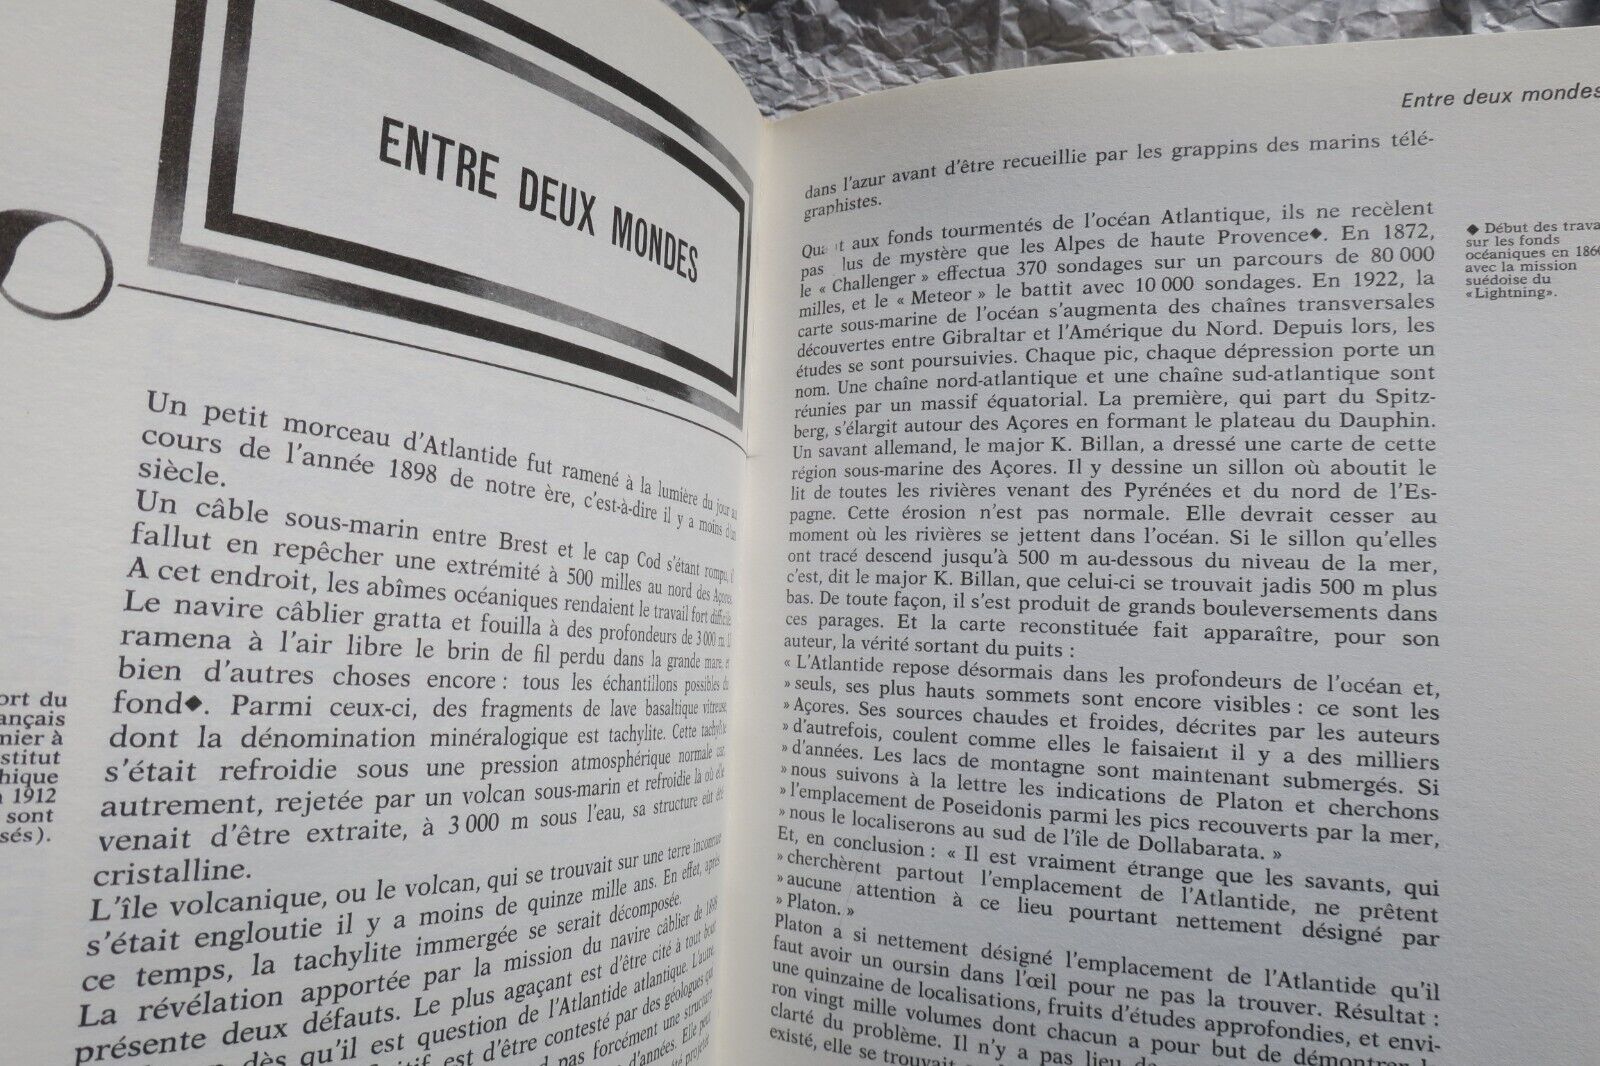 ENTRE DEUX MONDES
Un petit morceau d'Atlantide fut ramené à la lumière du jour au
cours de l'année 1898 de notre ère, c'est-à-dire il y a moins d'un
siècle.
Un câble sous-marin entre Brest et le cap Cod s'étant rompu, il
fallut en repêcher une extrémité à 500 milles au nord des Açores.
A cet endroit, les abîmes océaniques rendaient le travail fort difficile.
Le navire câblier gratta et fouilla à des profondeurs de 3 000 m. Il
ramena à l'air libre le brin de fil perdu dans la grande mare, et
bien d'autres choses encore : tous les échantillons possibles du
fond◆. Parmi ceux-ci, des fragments de lave basaltique vitreuse,
dont la dénomination minéralogique est tachylite. Cette tachylite
s'était refroidie sous une pression atmosphérique normale car,
autrement, rejetée par un volcan sous-marin et refroidie là où elle
venait d'être extraite, à 3 000 m sous l'eau, sa structure eût été
cristalline.
L'île volcanique, ou le volcan, qui se trouvait sur une terre inconnue
s'était engloutie il y a moins de quinze mille ans. En effet, après
ce temps, la tachylite immergée se serait décomposée.
La révélation apportée par la mission du navire câblier de 1898
présente deux défauts. Le plus agaçant est d'être cité à tout bout
dès qu'il est question de l'Atlantide atlantique. L'autre,
est d'être contesté par des géologues qui
pas forcément une structure
d'années. Elle peut
été projetée
ort du
ançais
nier à
stitut
hique
1912
sont
sés).
Entre deux mondes
dans l'azur avant d'être recueillie par les grappins des marins télé-
graphistes.
Quant aux fonds tourmentés de l'océan Atlantique, ils ne recèlent
pas plus de mystère que les Alpes de haute Provence◆. En 1872,
le « Challenger » effectua 370 sondages sur un parcours de 80 000
milles, et le « Meteor » le battit avec 10 000 sondages. En 1922, la
carte sous-marine de l'océan s'augmenta des chaînes transversales
découvertes entre Gibraltar et l'Amérique du Nord. Depuis lors, les
études se sont poursuivies. Chaque pic, chaque dépression porte un
nom. Une chaîne nord-atlantique et une chaîne sud-atlantique sont
réunies par un massif équatorial. La première, qui part du Spitz-
berg, s'élargit autour des Açores en formant le plateau du Dauphin.
Un savant allemand, le major K. Billan, a dressé une carte de cette
région sous-marine des Açores. Il y dessine un sillon où aboutit le
lit de toutes les rivières venant des Pyrénées et du nord de l'Es-
pagne. Cette érosion n'est pas normale. Elle devrait cesser au
moment où les rivières se jettent dans l'océan. Si le sillon qu'elles
ont tracé descend jusqu'à 500 m au-dessous du niveau de la mer,
c'est, dit le major K. Billan, que celui-ci se trouvait jadis 500 m plus
bas. De toute façon, il s'est produit de grands bouleversements dans
ces parages. Et la carte reconstituée fait apparaître, pour son
auteur, la vérité sortant du puits :
« L'Atlantide repose désormais dans les profondeurs de l'océan et,
» seuls, ses plus hauts sommets sont encore visibles : ce sont les
» Açores. Ses sources chaudes et froides, décrites par les auteurs
» d'autrefois, coulent comme elles le faisaient il y a des milliers
» d'années. Les lacs de montagne sont maintenant submergés. Si
» nous suivons à la lettre les indications de Platon et cherchons
» l'emplacement de Poseidonis parmi les pics recouverts par la mer,
» nous le localiserons au sud de l'île de Dollabarata. »
Et, en conclusion : « Il est vraiment étrange que les savants, qui
» cherchèrent partout l'emplacement de l'Atlantide, ne prêtent
» aucune attention à ce lieu pourtant nettement désigné par
» Platon. »
Platon a si nettement désigné l'emplacement de l'Atlantide qu'il
faut avoir un oursin dans l'œil pour ne pas la trouver. Résultat :
une quinzaine de localisations, fruits d'études approfondies, et envi-
ron vingt mille volumes dont chacun a pour but de démontrer la
clarté du problème. Il n'y a pas lieu de
existé, elle se trouvait
◆ Début des trava
sur les fonds
océaniques en 186
avec la mission
suédoise du
«Lightning».